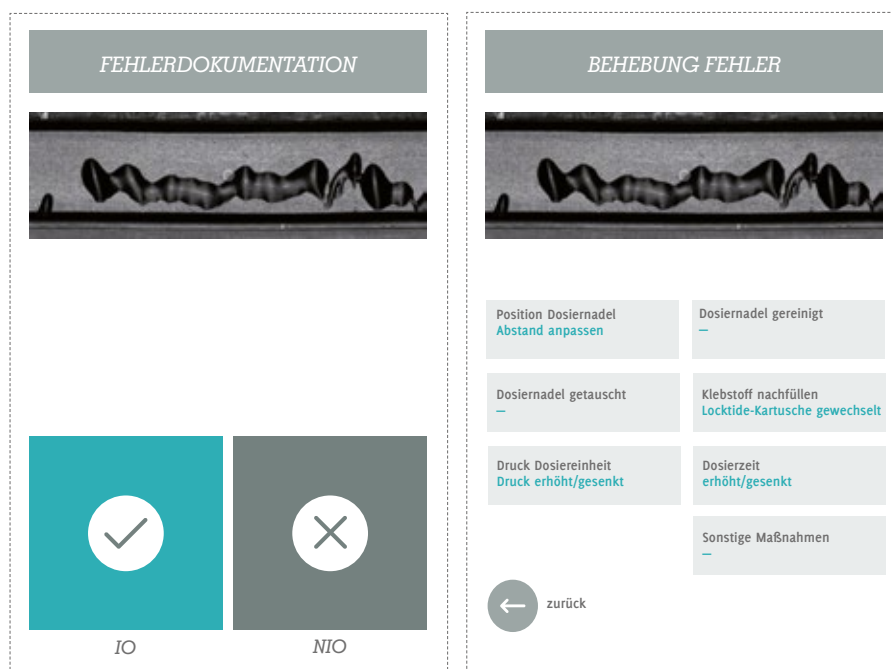 FEHLERDOKUMENTATION
IO
NIO
BEHEBUNG FEHLER
Position Dosiernadel
Abstand anpassen
Dosiernadel gereinigt
—
Dosiernadel getauscht
—
Klebstoff nachfüllen
Locktide-Kartusche gewechselt
Druck Dosiereinheit
Druck erhöht/gesenkt
Dosierzeit
erhöht/gesenkt
Sonstige Maßnahmen
—
zurück